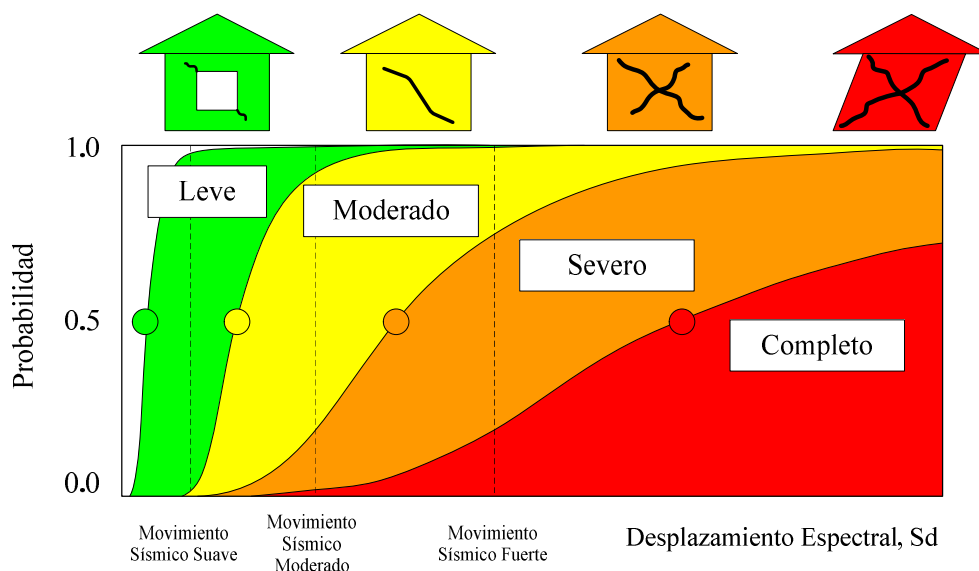 1.0
Leve
Moderado
Severo
Probabilidad
0.5
Completo
0.0
Movimiento
Sísmico Suave
Movimiento
Sísmico
Moderado
Movimiento
Sísmico Fuerte
Desplazamiento Espectral, Sd